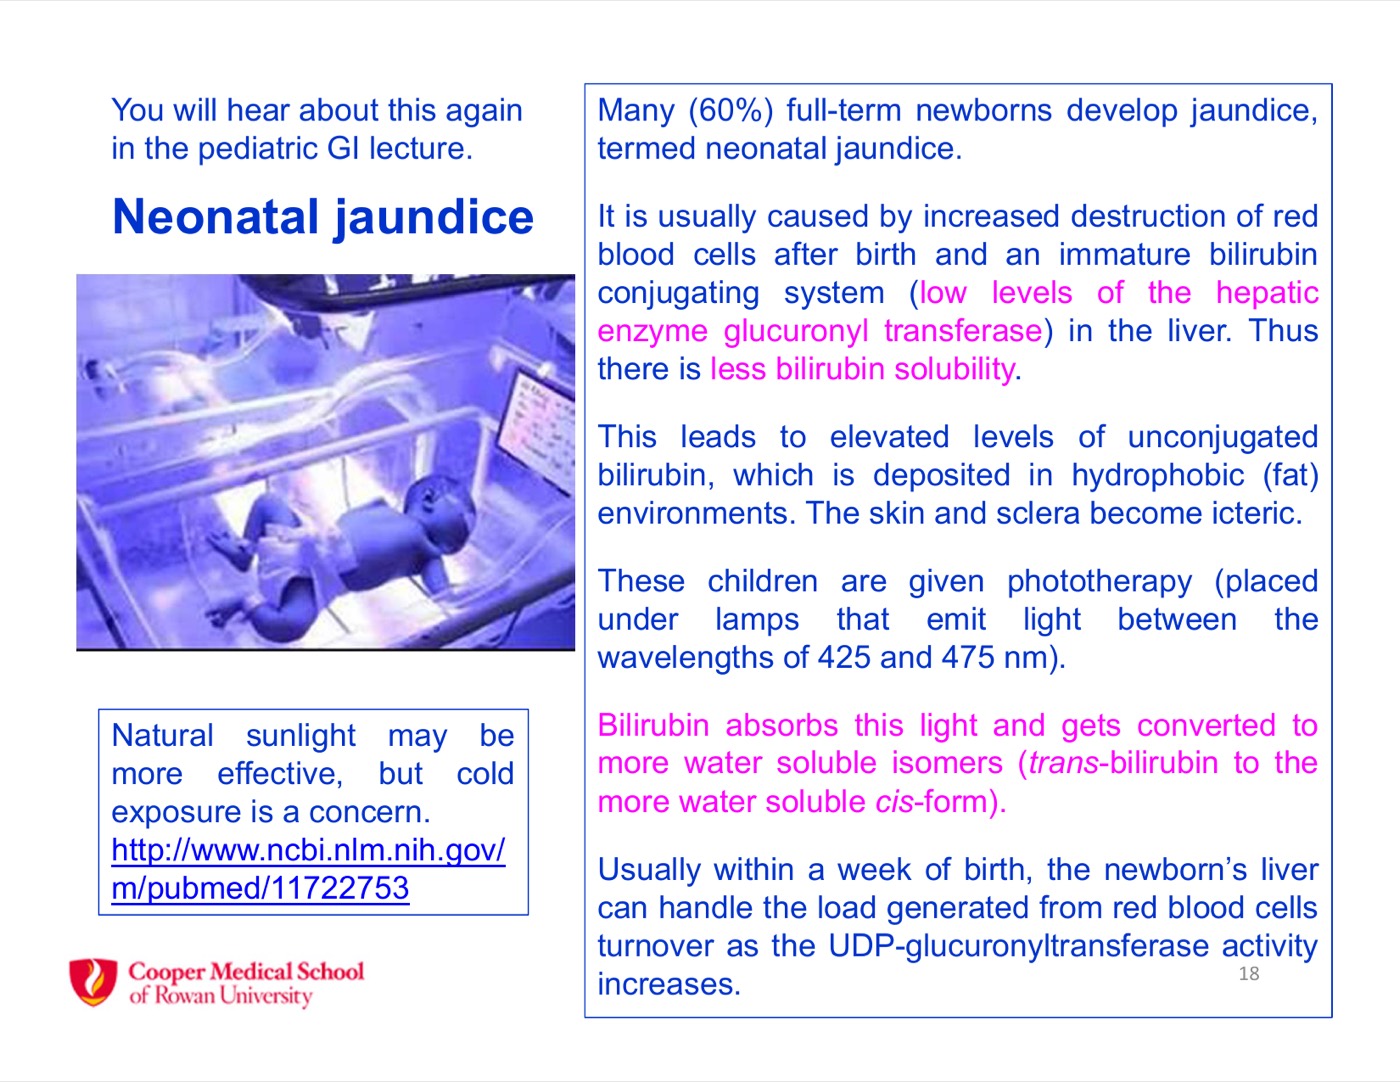 You will hear about this again
in the pediatric GI lecture.
Neonatal jaundice
Natural sunlight may be
more effective, but cold
exposure is a concern.
http://www.ncbi.nlm.nih.gov/
m/pubmed/11722753
Cooper Medical School
of Rowan University
Many (60%) full-term newborns develop jaundice,
termed neonatal jaundice.
It is usually caused by increased destruction of red
blood cells after birth and an immature bilirubin
conjugating system (low levels of the hepatic
enzyme glucuronyl transferase) in the liver. Thus
there is less bilirubin solubility.
This leads to elevated levels of unconjugated
bilirubin, which is deposited in hydrophobic (fat)
environments. The skin and sclera become icteric.
These children are given phototherapy (placed
under lamps that emit light between the
wavelengths of 425 and 475 nm).
Bilirubin absorbs this light and gets converted to
more water soluble isomers (trans-bilirubin to the
more water soluble cis-form).
Usually within a week of birth, the newborn’s liver
can handle the load generated from red blood cells
turnover as the UDP-glucuronyltransferase activity
increases.
18